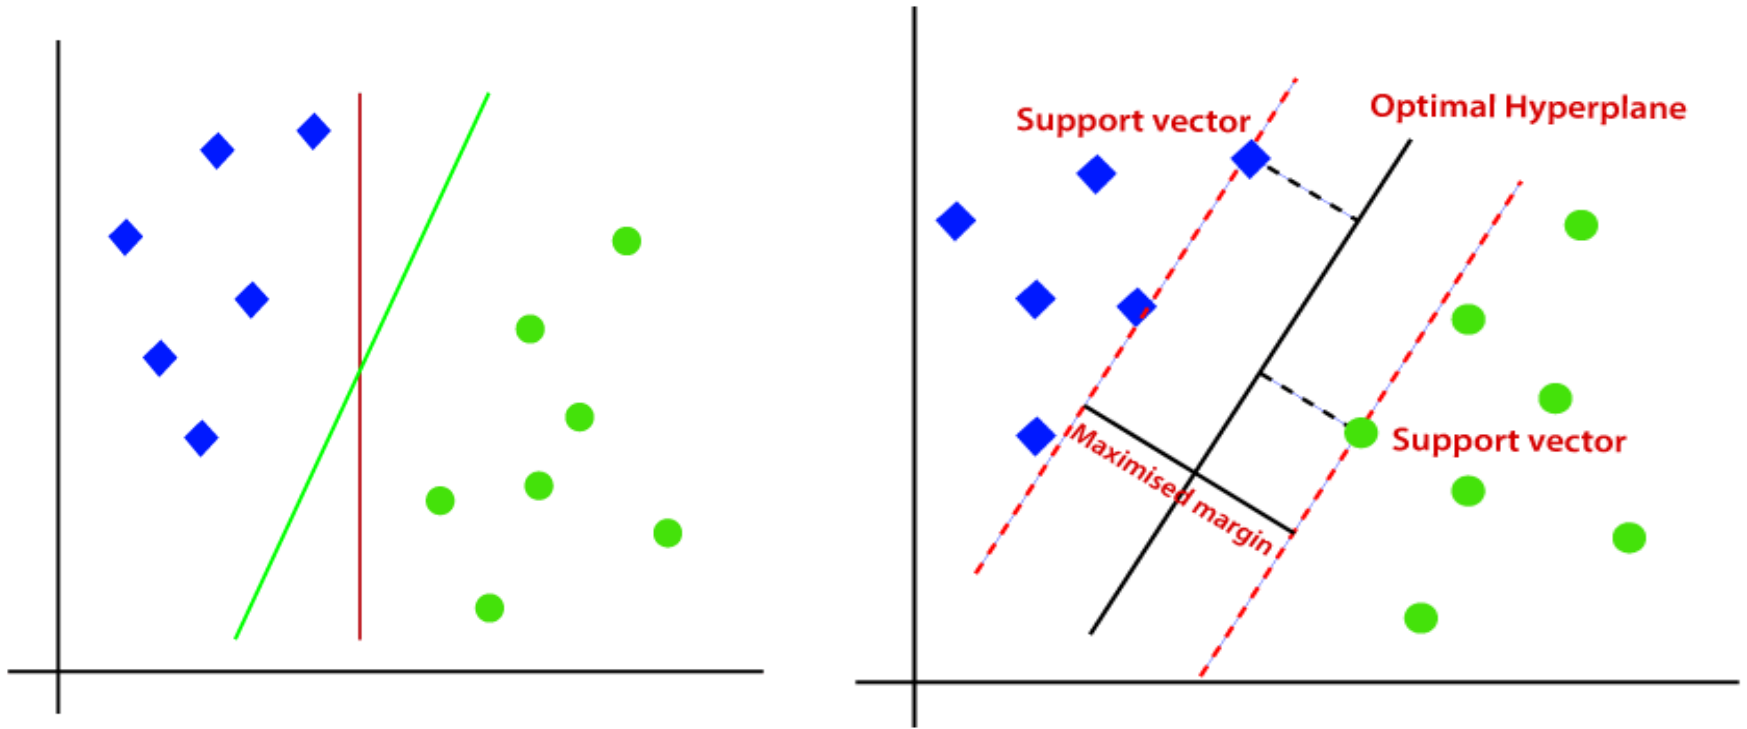 Support vector
Optimal Hyperplane
Maximised margin
Support vector